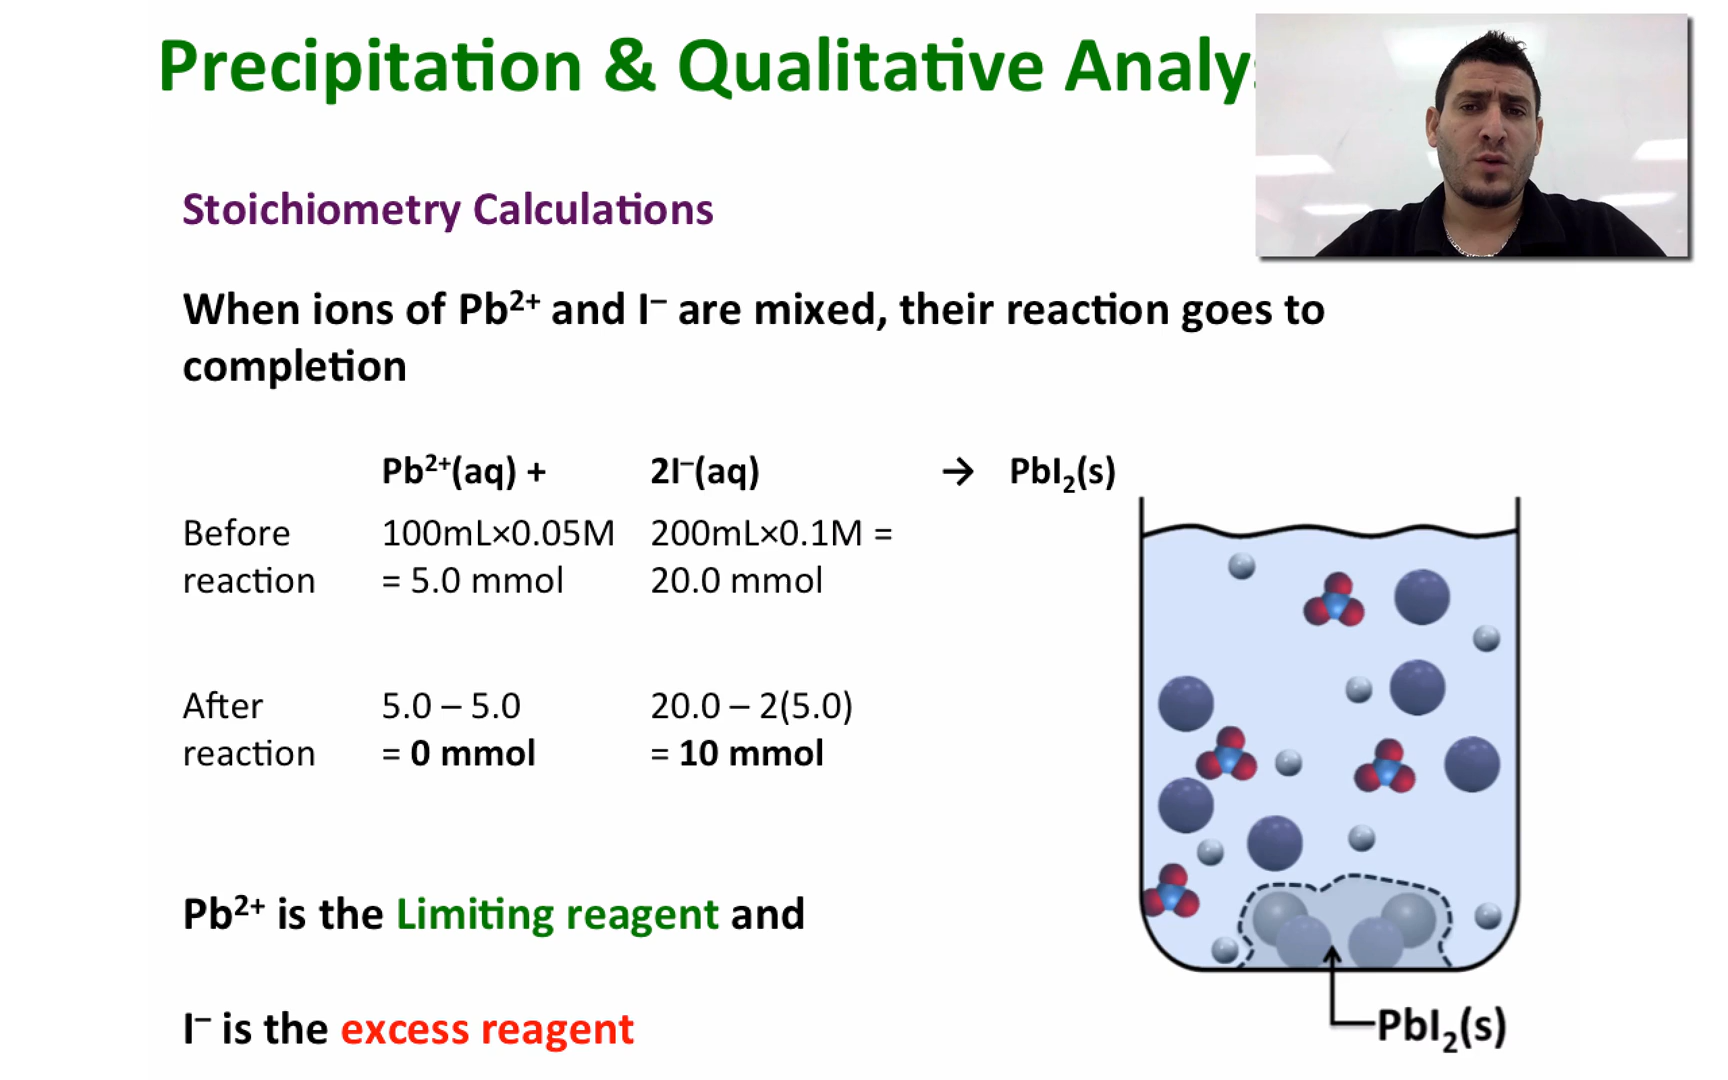 Precipitation & Qualitative Analy
Stoichiometry Calculations
When ions of Pb²⁺ and I⁻ are mixed, their reaction goes to
completion
Pb²⁺(aq) + 2I⁻(aq) → PbI₂(s)
Before 100mL×0.05M 200mL×0.1M =
reaction = 5.0 mmol 20.0 mmol
After 5.0 – 5.0 20.0 – 2(5.0)
reaction = 0 mmol = 10 mmol
Pb²⁺ is the Limiting reagent and
I⁻ is the excess reagent
PbI₂(s)